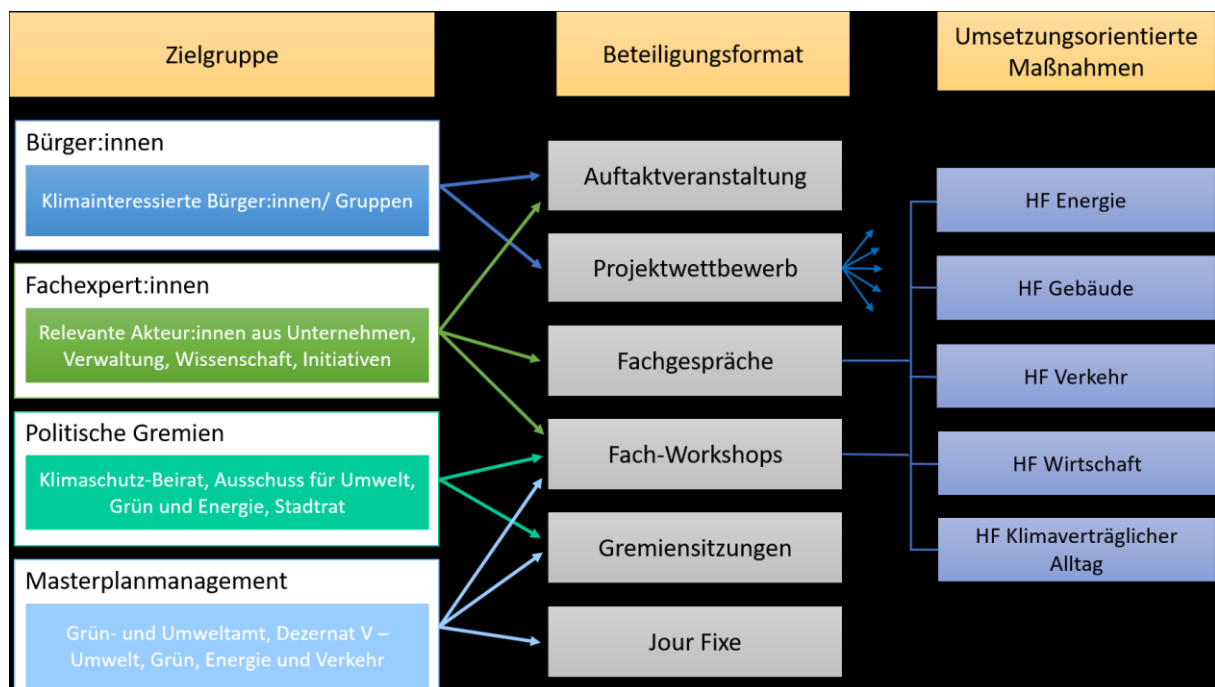 Zielgruppe
Beteiligungsformat
Umsetzungsorientierte
Maßnahmen
Bürger:innen
Klimainteressierte Bürger:innen/ Gruppen
Fachexpert:innen
Relevante Akteur:innen aus Unternehmen,
Verwaltung, Wissenschaft, Initiativen
Politische Gremien
Klimaschutz-Beirat, Ausschuss für Umwelt,
Grün und Energie, Stadtrat
Masterplanmanagement
Grün- und Umweltamt, Dezernat V –
Umwelt, Grün, Energie und Verkehr
Auftaktveranstaltung
Projektwettbewerb
Fachgespräche
Fach-Workshops
Gremiensitzungen
Jour Fixe
HF Energie
HF Gebäude
HF Verkehr
HF Wirtschaft
HF Klimaverträglicher
Alltag